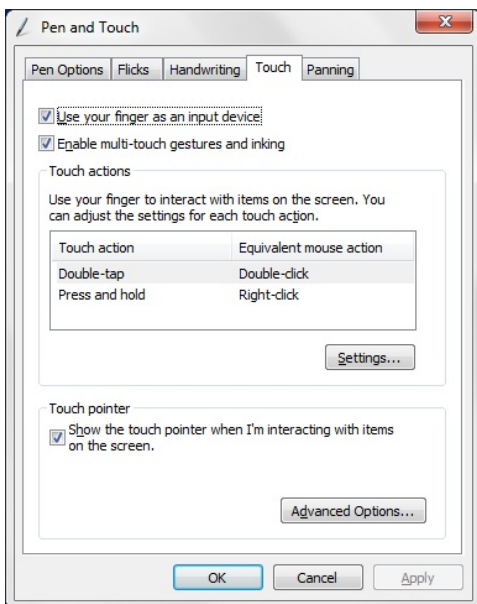 Pen and Touch
Pen Options Flicks Handwriting Touch Panning
Use your finger as an input device
Enable multi-touch gestures and inking
Touch actions
Use your finger to interact with items on the screen. You
can adjust the settings for each touch action.
Touch action Equivalent mouse action
Double-tap Double-click
Press and hold Right-click
Settings...
Touch pointer
Show the touch pointer when I'm interacting with items
on the screen.
Advanced Options...
OK Cancel Apply